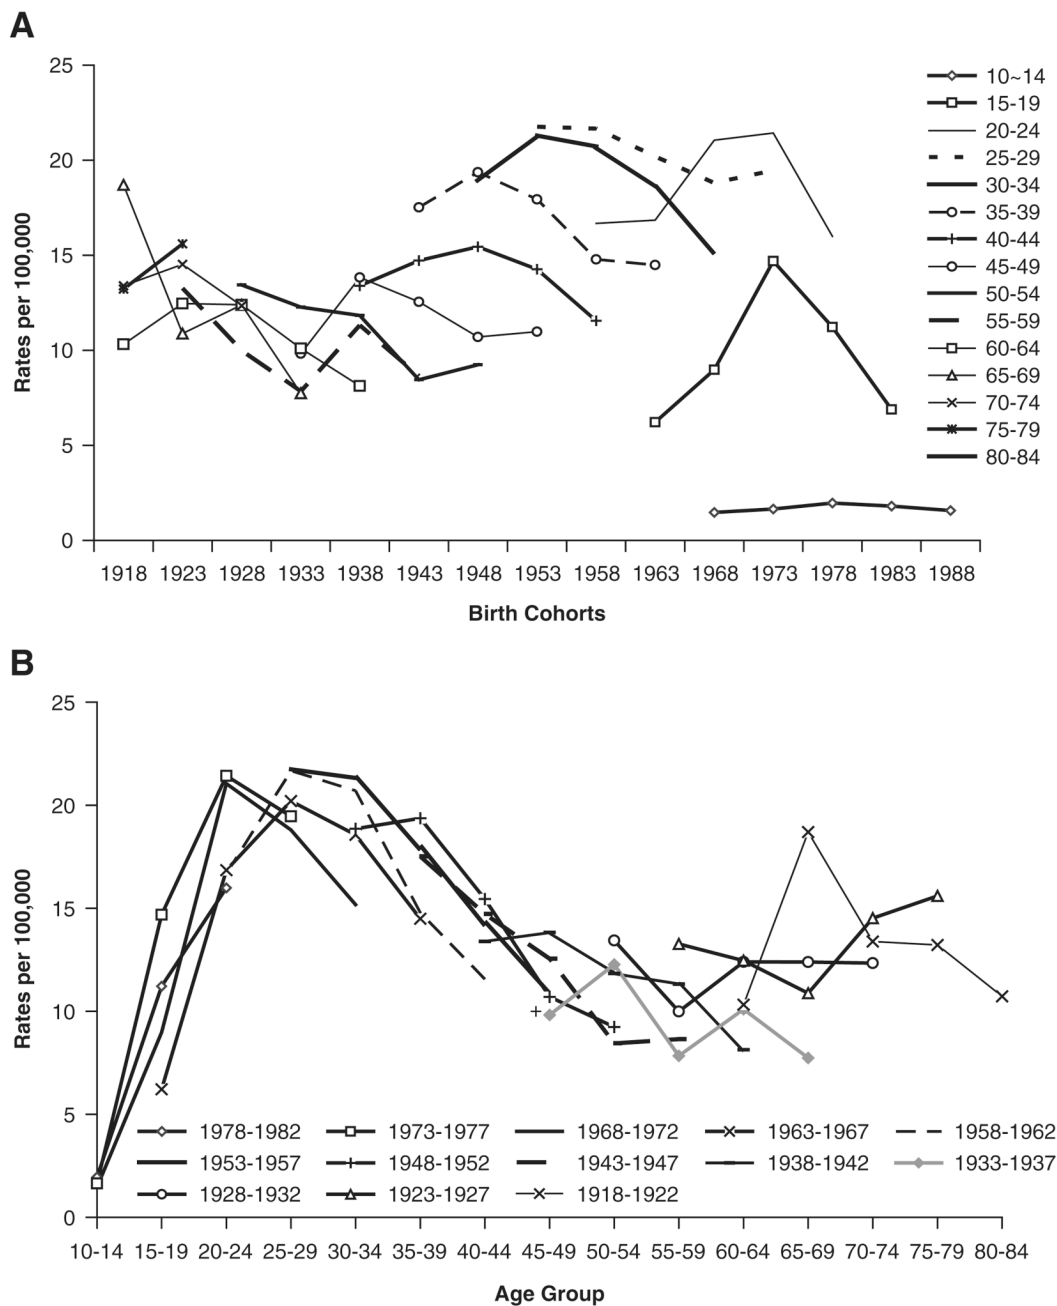 A
25
20
15
10
5
0
Rates per 100,000
1918 1923 1928 1933 1938 1943 1948 1953 1958 1963 1968 1973 1978 1983 1988
Birth Cohorts
10~14
15-19
20-24
25-29
30-34
35-39
40-44
45-49
50-54
55-59
60-64
65-69
70-74
75-79
80-84
B
25
20
15
10
5
0
Rates per 100,000
1978-1982 1973-1977 1968-1972 1963-1967 1958-1962
1953-1957 1948-1952 1943-1947 1938-1942 1933-1937
1928-1932 1923-1927 1918-1922
10-14 15-19 20-24 25-29 30-34 35-39 40-44 45-49 50-54 55-59 60-64 65-69 70-74 75-79 80-84
Age Group